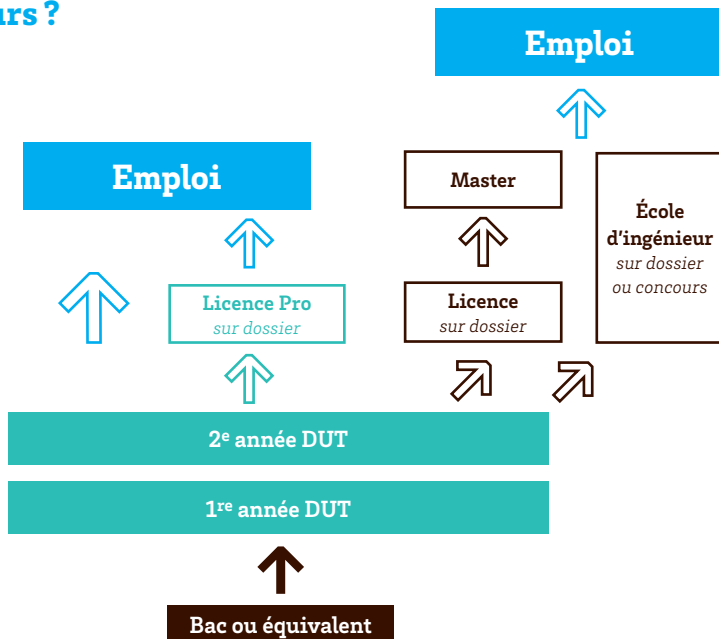 urs ?
Emploi
Emploi
Master
École
d'ingénieur
sur dossier
ou concours
Licence Pro
sur dossier
Licence
sur dossier
2e année DUT
1re année DUT
Bac ou équivalent